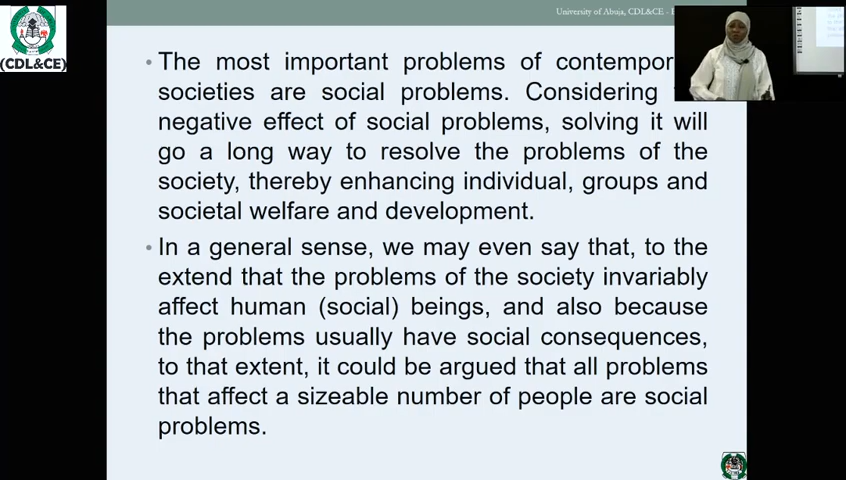 University of Abuja, CDL&CE -
(CDL&CE)
• The most important problems of
societies are social problems. Considering
negative effect of social problems, solving it will
go a long way to resolve the problems of the
society, thereby enhancing individual, groups and
societal welfare and development.
• In a general sense, we may even say that, to the
extend that the problems of the society invariably
affect human (social) beings, and also because
the problems usually have social consequences,
to that extent, it could be argued that all problems
that affect a sizeable number of people are social
problems.